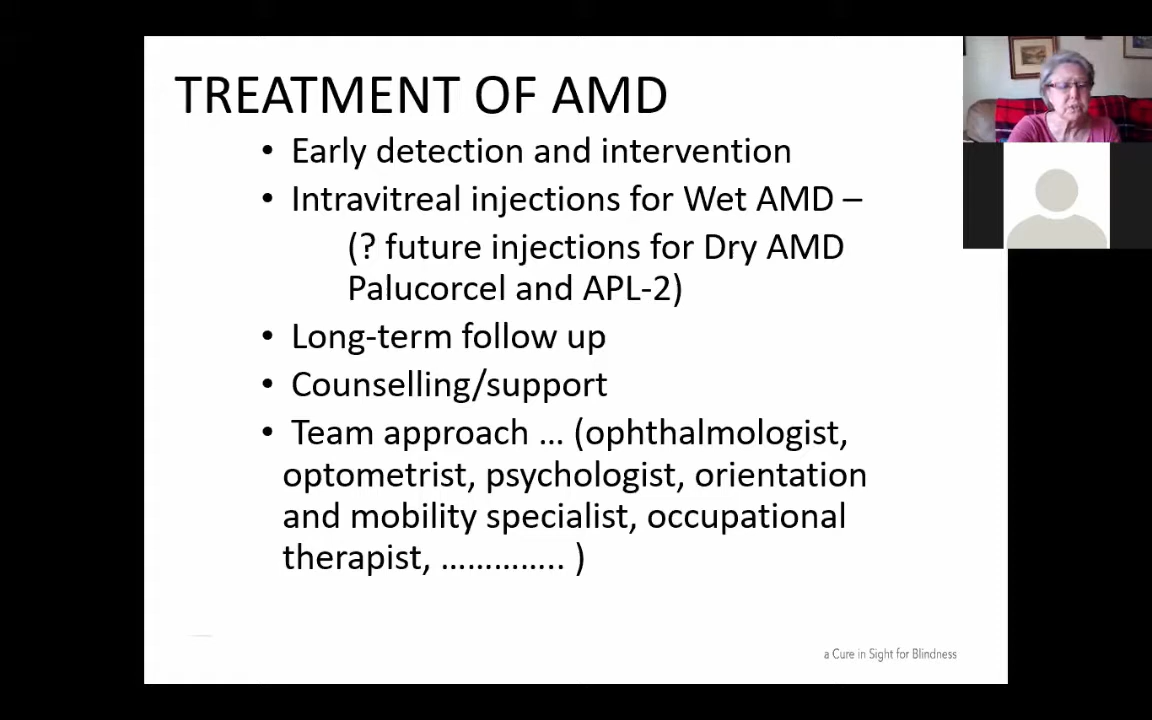 TREATMENT OF AMD
• Early detection and intervention
• Intravitreal injections for Wet AMD –
(? future injections for Dry AMD
Palucorcel and APL-2)
• Long-term follow up
• Counselling/support
• Team approach ... (ophthalmologist,
optometrist, psychologist, orientation
and mobility specialist, occupational
therapist, ………….. )
a Cure in Sight for Blindness